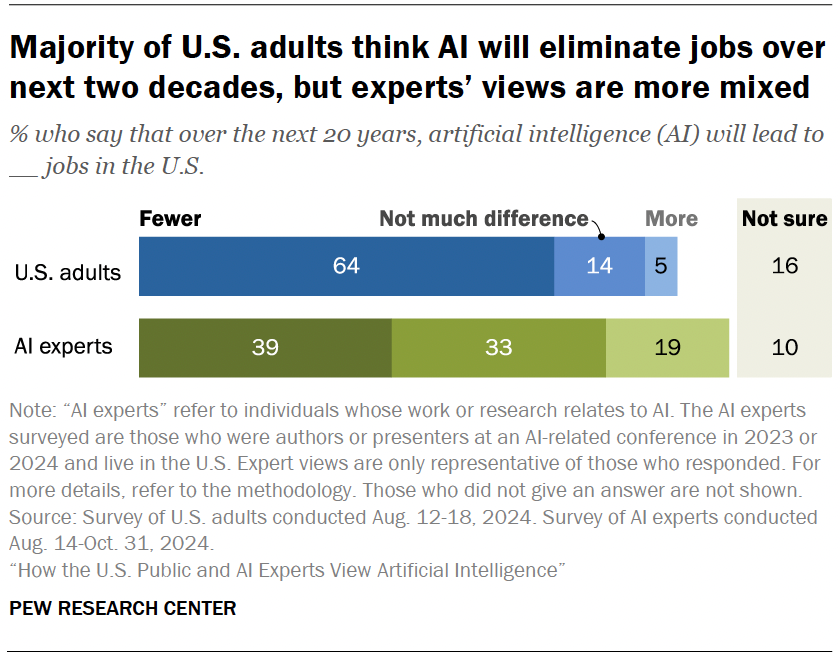 Majority of U.S. adults think AI will eliminate jobs over
next two decades, but experts’ views are more mixed
% who say that over the next 20 years, artificial intelligence (AI) will lead to
__ jobs in the U.S.
Fewer Not much difference More Not sure
U.S. adults 64 14 5 16
AI experts 39 33 19 10
Note: “AI experts” refer to individuals whose work or research relates to AI. The AI experts
surveyed are those who were authors or presenters at an AI-related conference in 2023 or
2024 and live in the U.S. Expert views are only representative of those who responded. For
more details, refer to the methodology. Those who did not give an answer are not shown.
Source: Survey of U.S. adults conducted Aug. 12-18, 2024. Survey of AI experts conducted
Aug. 14-Oct. 31, 2024.
“How the U.S. Public and AI Experts View Artificial Intelligence”
PEW RESEARCH CENTER